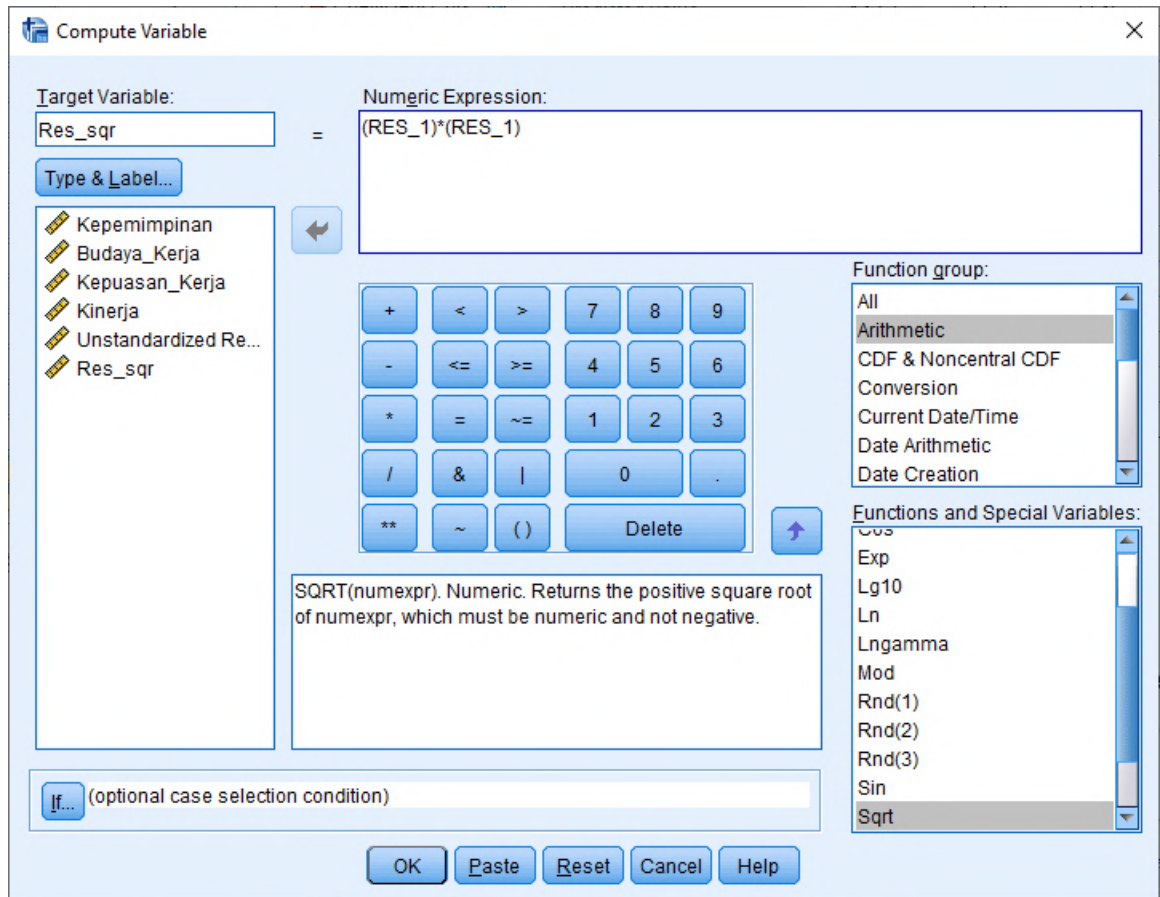 Compute Variable
Target Variable:
Res_sqr
=
Numeric Expression:
(RES_1)*(RES_1)
Type & Label...
Kepemimpinan
Budaya_Kerja
Kepuasan_Kerja
Kinerja
Unstandardized Re...
Res_sqr
+ < > 7 8 9
- <= >= 4 5 6
* = ~= 1 2 3
/ & | 0 .
** ~ ( ) Delete
Function group:
All
Arithmetic
CDF & Noncentral CDF
Conversion
Current Date/Time
Date Arithmetic
Date Creation
SQRT(numexpr). Numeric. Returns the positive square root
of numexpr, which must be numeric and not negative.
Functions and Special Variables:
Cos
Exp
Lg10
Ln
Lngamma
Mod
Rnd(1)
Rnd(2)
Rnd(3)
Sin
Sqrt
If... (optional case selection condition)
OK Paste Reset Cancel Help